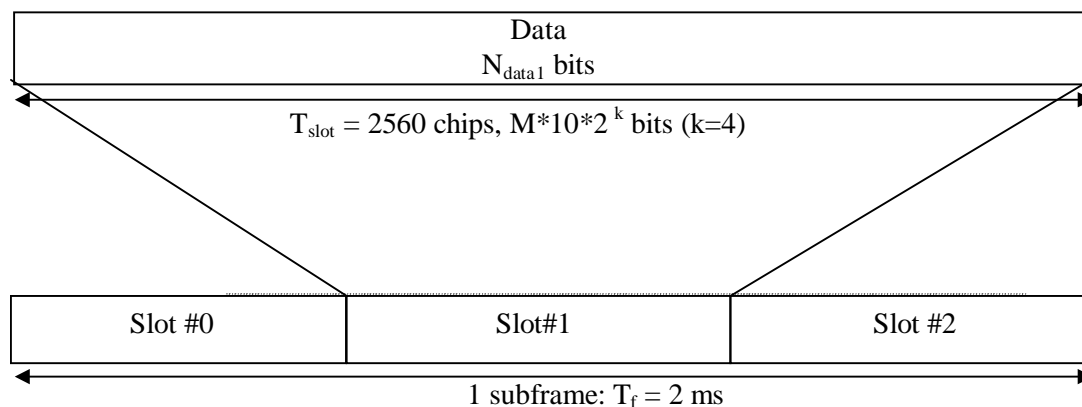 Data
N_data1 bits
T_slot = 2560 chips, M*10*2^k bits (k=4)
Slot #0 Slot#1 Slot #2
1 subframe: T_f = 2 ms